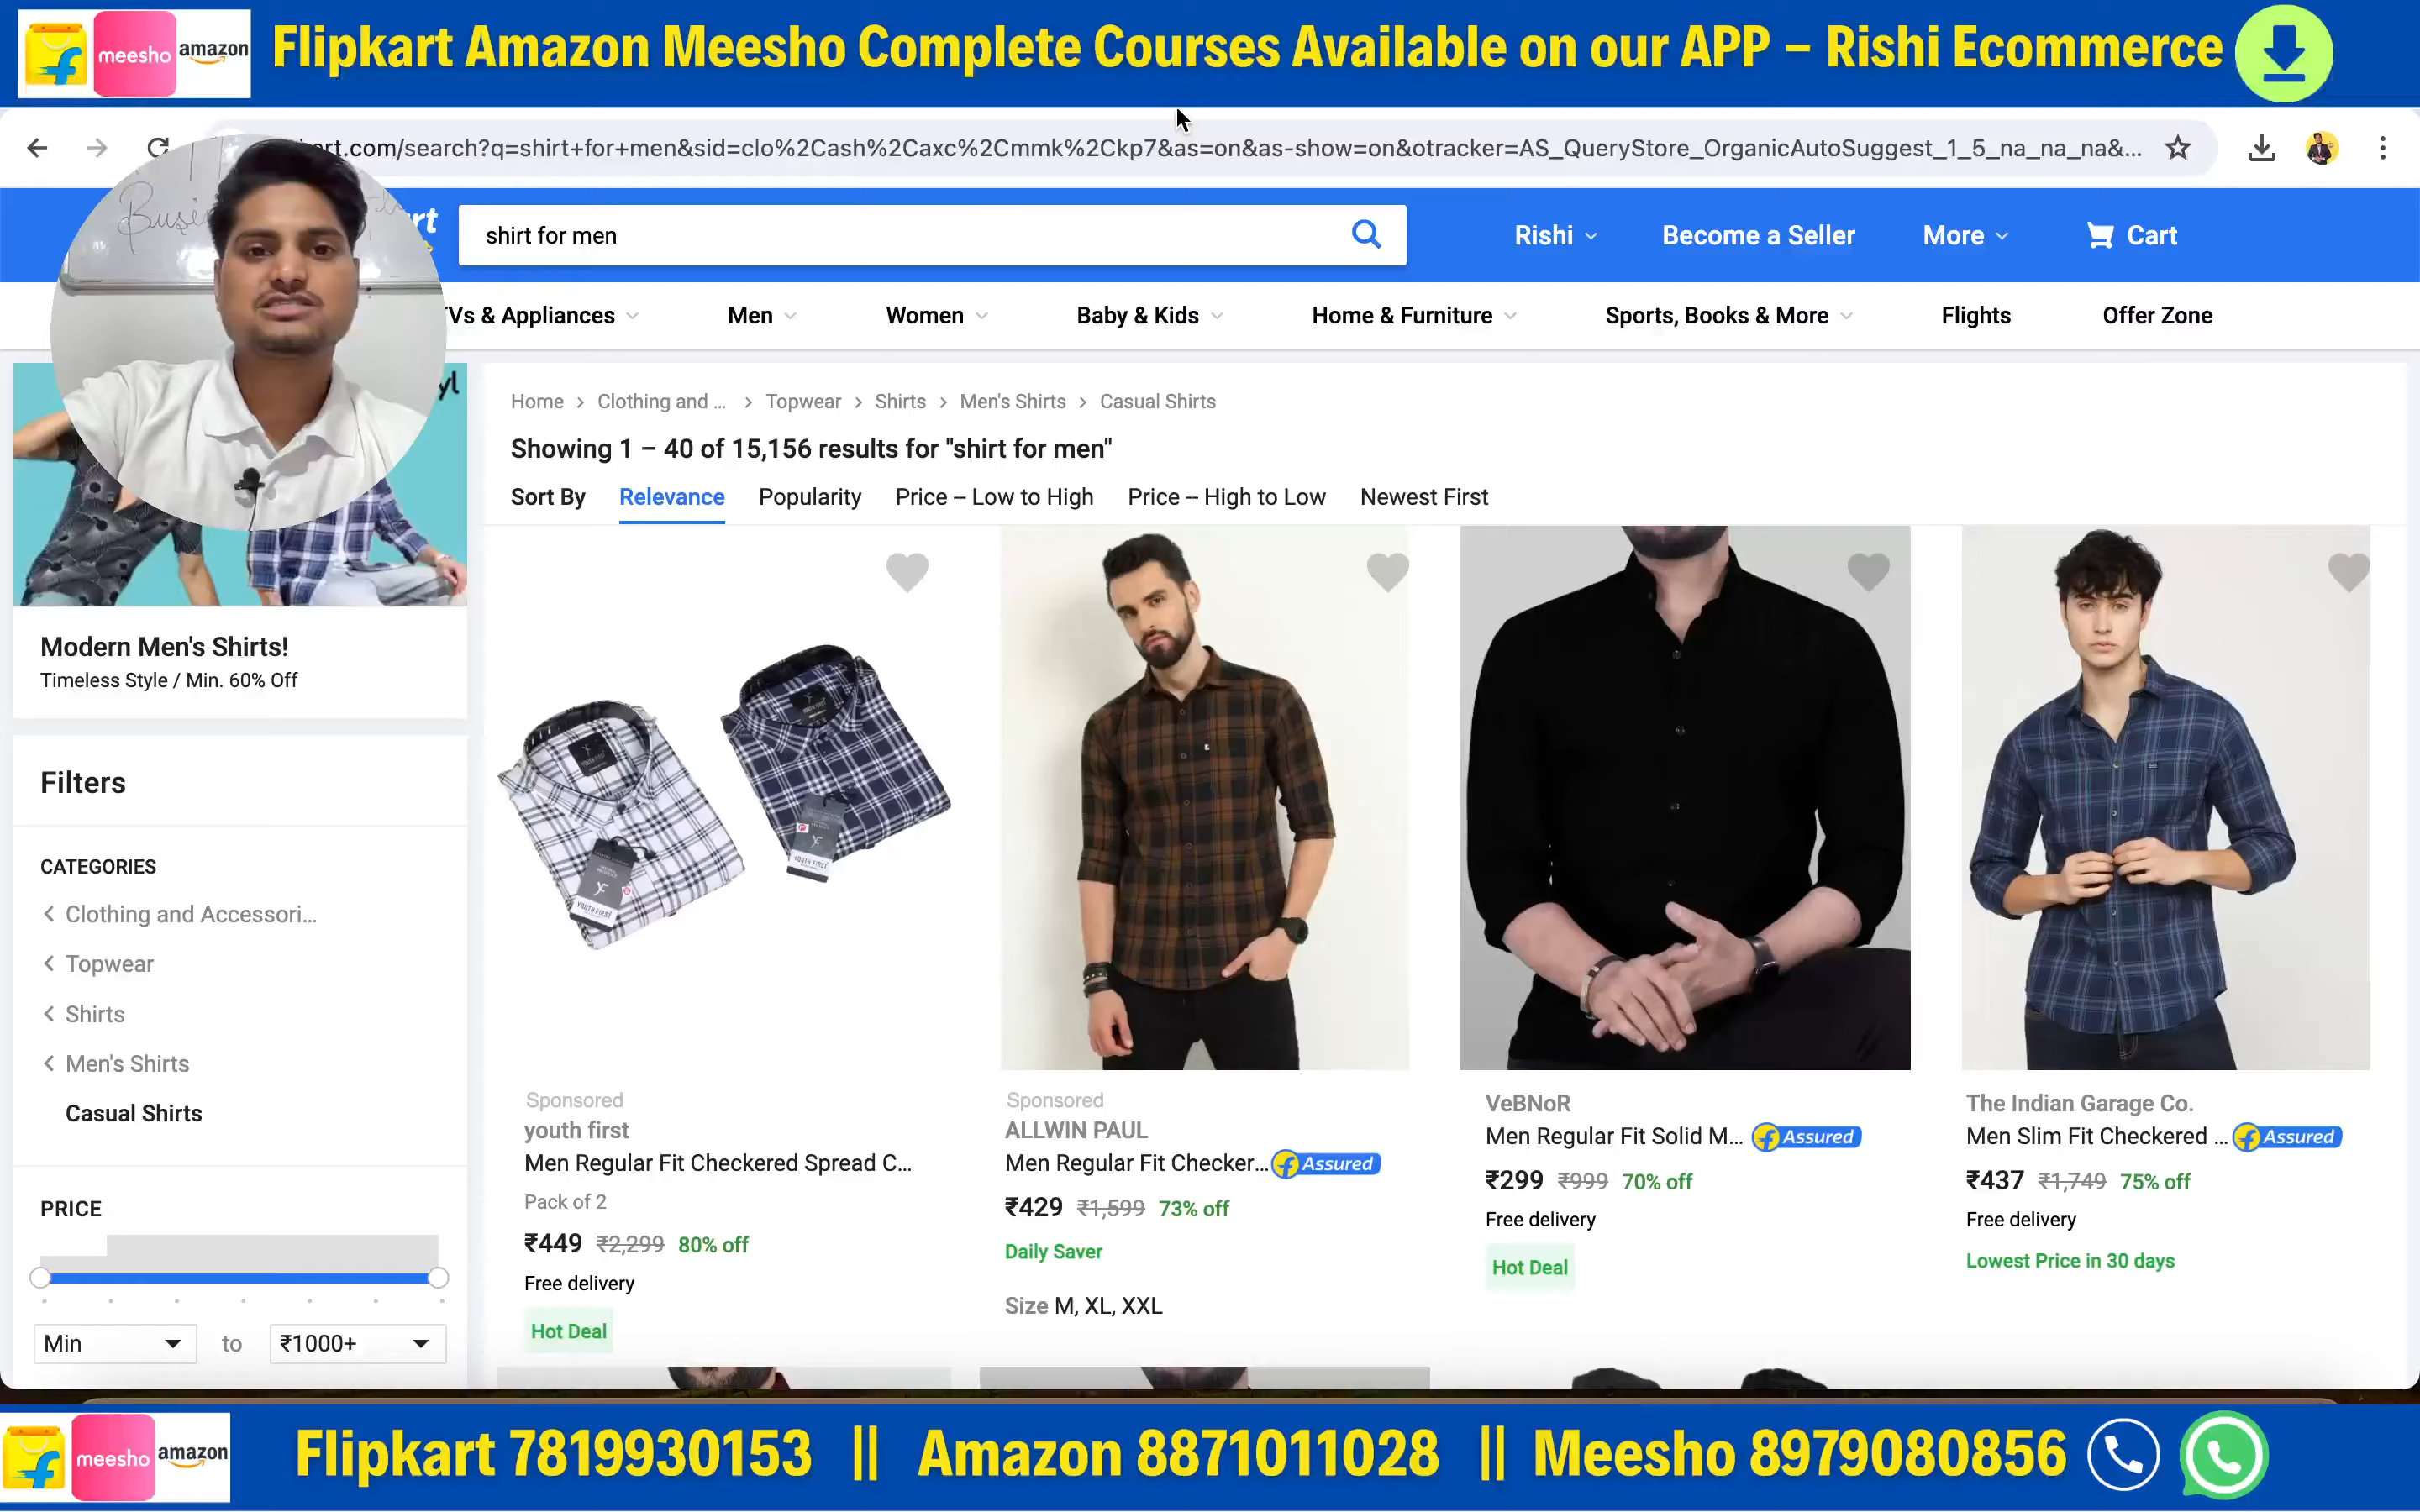 meesho amazon Flipkart Amazon Meesho Complete Courses Available on our APP – Rishi Ecommerce
rt.com/search?q=shirt+for+men&sid=clo%2Cash%2Caxc%2Cmmk%2Ckp7&as=on&as-show=on&otracker=AS_QueryStore_OrganicAutoSuggest_1_5_na_na_na&...
rt shirt for men Rishi Become a Seller More Cart
TVs & Appliances Men Women Baby & Kids Home & Furniture Sports, Books & More Flights Offer Zone
yl
Modern Men's Shirts!
Timeless Style / Min. 60% Off
Filters
CATEGORIES
Clothing and Accessori...
Topwear
Shirts
Men's Shirts
Casual Shirts
PRICE
Min to ₹1000+
Home > Clothing and ... > Topwear > Shirts > Men's Shirts > Casual Shirts
Showing 1 – 40 of 15,156 results for "shirt for men"
Sort By Relevance Popularity Price -- Low to High Price -- High to Low Newest First
YOUTH FIRST
YOUTH FIRST
Sponsored
youth first
Men Regular Fit Checkered Spread C...
Pack of 2
₹449 ₹2,299 80% off
Free delivery
Hot Deal
Sponsored
ALLWIN PAUL
Men Regular Fit Checker... Assured
₹429 ₹1,599 73% off
Daily Saver
Size M, XL, XXL
VeBNoR
Men Regular Fit Solid M... Assured
₹299 ₹999 70% off
Free delivery
Hot Deal
The Indian Garage Co.
Men Slim Fit Checkered ... Assured
₹437 ₹1,749 75% off
Free delivery
Lowest Price in 30 days
meesho amazon Flipkart 7819930153 || Amazon 8871011028 || Meesho 8979080856